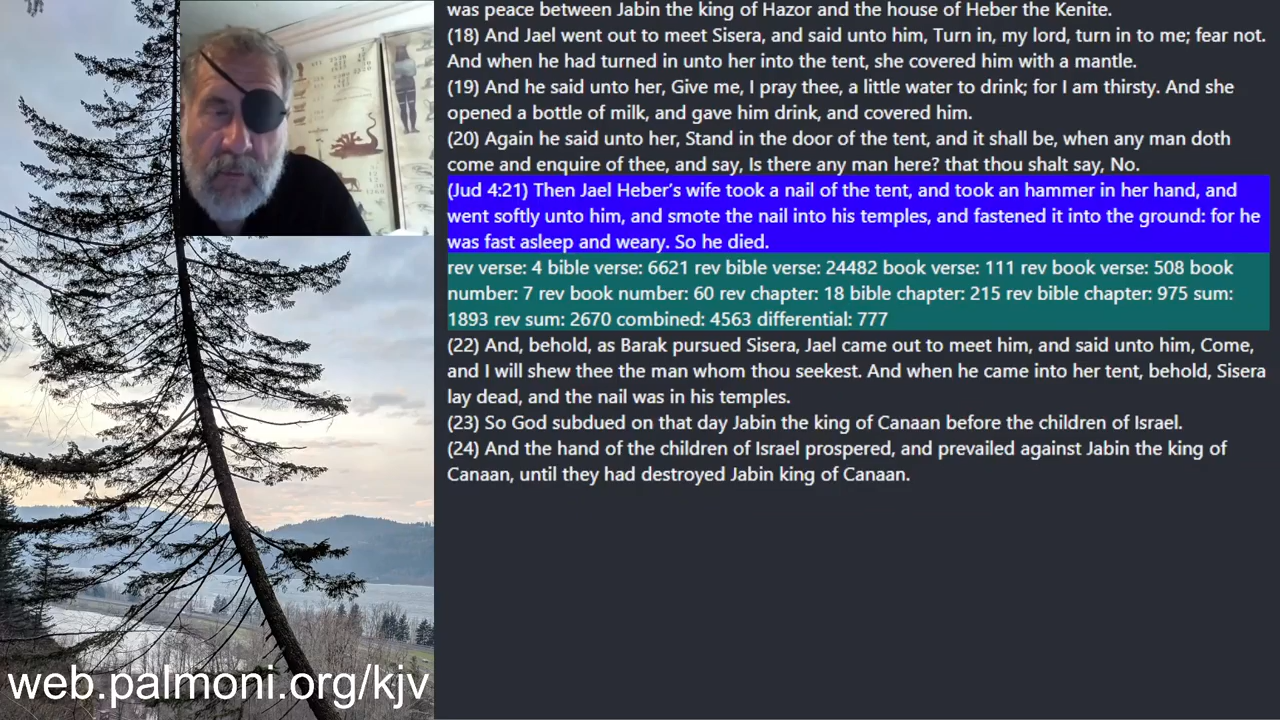 was peace between Jabin the king of Hazor and the house of Heber the Kenite.
(18) And Jael went out to meet Sisera, and said unto him, Turn in, my lord, turn in to me; fear not.
And when he had turned in unto her into the tent, she covered him with a mantle.
(19) And he said unto her, Give me, I pray thee, a little water to drink; for I am thirsty. And she
opened a bottle of milk, and gave him drink, and covered him.
(20) Again he said unto her, Stand in the door of the tent, and it shall be, when any man doth
come and enquire of thee, and say, Is there any man here? that thou shalt say, No.
(Jud 4:21) Then Jael Heber’s wife took a nail of the tent, and took an hammer in her hand, and
went softly unto him, and smote the nail into his temples, and fastened it into the ground: for he
was fast asleep and weary. So he died.
rev verse: 4 bible verse: 6621 rev bible verse: 24482 book verse: 111 rev book verse: 508 book
number: 7 rev book number: 60 rev chapter: 18 bible chapter: 215 rev bible chapter: 975 sum:
1893 rev sum: 2670 combined: 4563 differential: 777
(22) And, behold, as Barak pursued Sisera, Jael came out to meet him, and said unto him, Come,
and I will shew thee the man whom thou seekest. And when he came into her tent, behold, Sisera
lay dead, and the nail was in his temples.
(23) So God subdued on that day Jabin the king of Canaan before the children of Israel.
(24) And the hand of the children of Israel prospered, and prevailed against Jabin the king of
Canaan, until they had destroyed Jabin king of Canaan.
web.palmoni.org/kjv